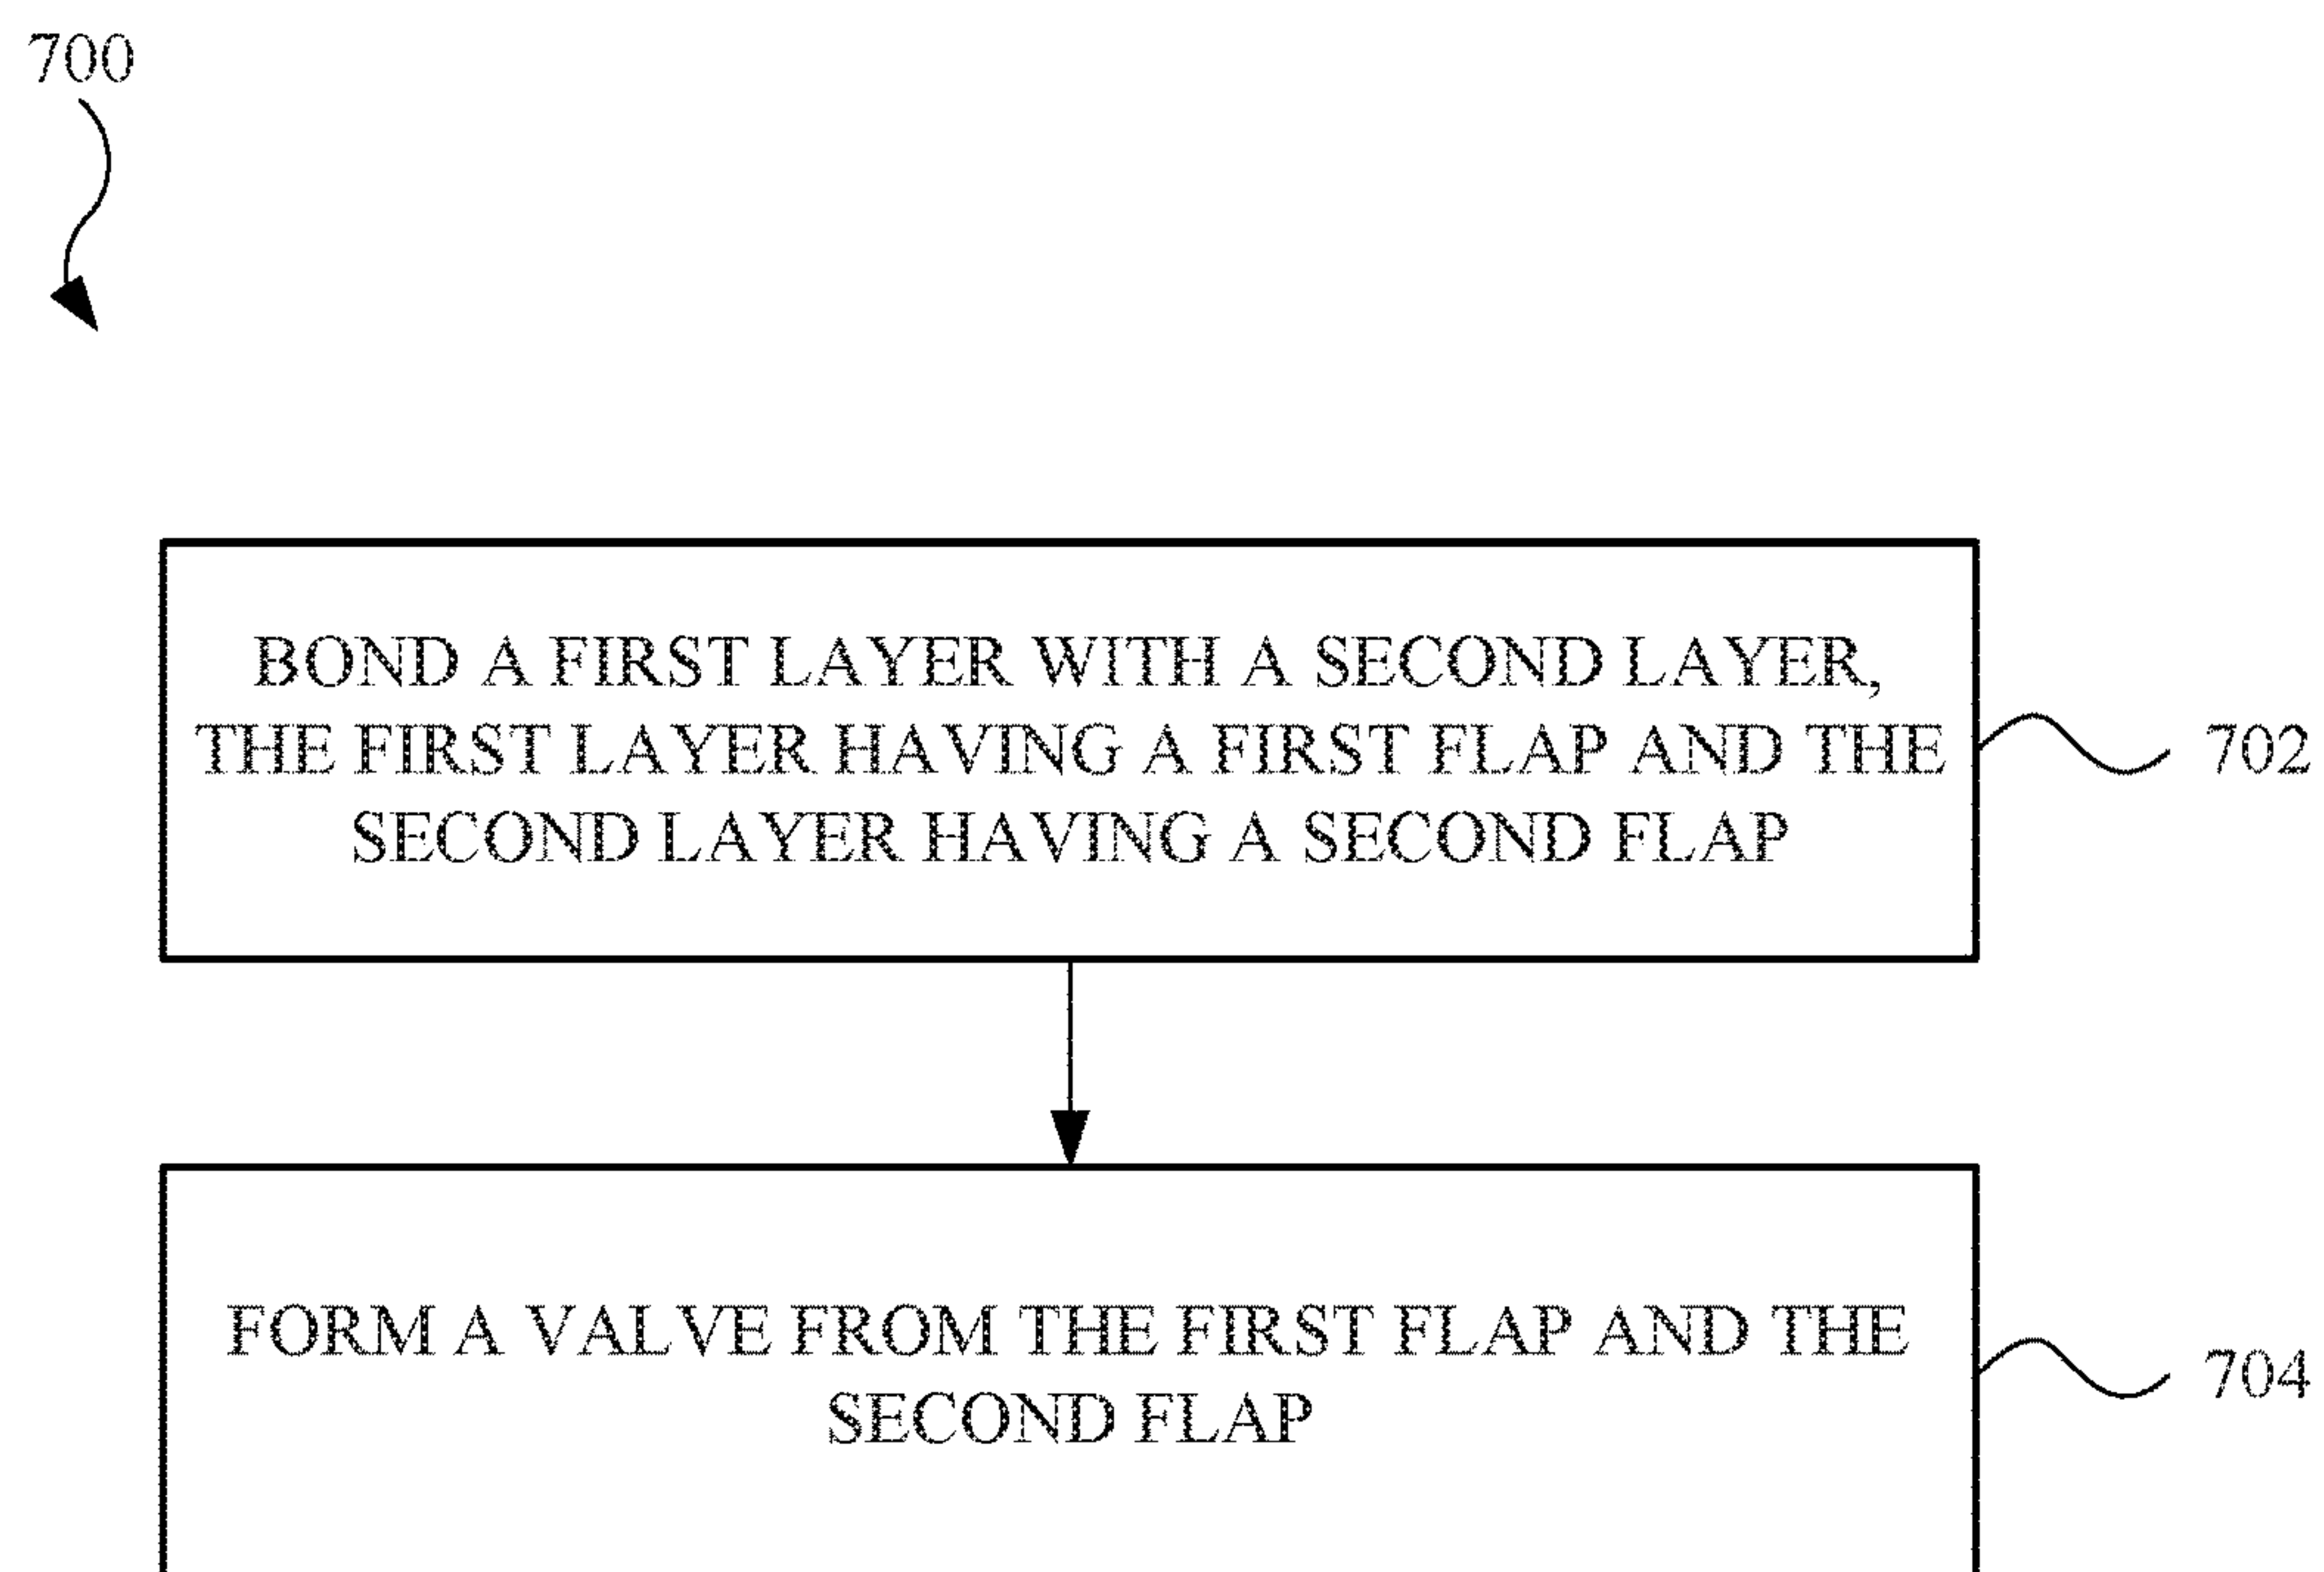 700
BOND A FIRST LAYER WITH A SECOND LAYER,
THE FIRST LAYER HAVING A FIRST FLAP AND THE
SECOND LAYER HAVING A SECOND FLAP
702
FORM A VALVE FROM THE FIRST FLAP AND THE
SECOND FLAP
704